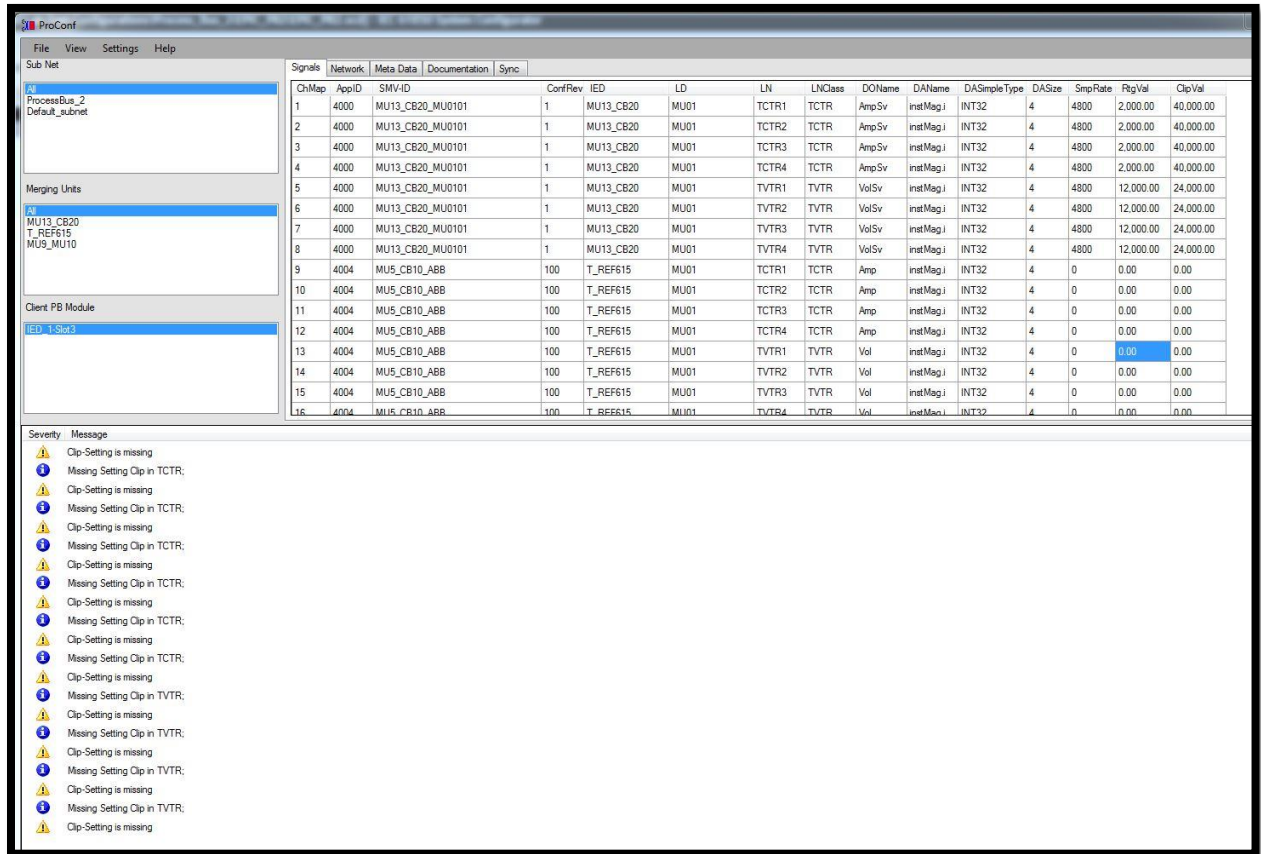 ProConf
File View Settings Help
Sub Net
All
ProcessBus_2
Default_subnet
Merging Units
All
MU13_CB20
T_REF615
MU9_MU10
Client PB Module
IED_1-Slot3
Signals Network Meta Data Documentation Sync
ChMap AppID SMV-ID ConfRev IED LD LN LNClass DOName DAName DASimpleType DASize SmpRate RtgVal ClipVal
1 4000 MU13_CB20_MU0101 1 MU13_CB20 MU01 TCTR1 TCTR AmpSv instMag.i INT32 4 4800 2,000.00 40,000.00
2 4000 MU13_CB20_MU0101 1 MU13_CB20 MU01 TCTR2 TCTR AmpSv instMag.i INT32 4 4800 2,000.00 40,000.00
3 4000 MU13_CB20_MU0101 1 MU13_CB20 MU01 TCTR3 TCTR AmpSv instMag.i INT32 4 4800 2,000.00 40,000.00
4 4000 MU13_CB20_MU0101 1 MU13_CB20 MU01 TCTR4 TCTR AmpSv instMag.i INT32 4 4800 2,000.00 40,000.00
5 4000 MU13_CB20_MU0101 1 MU13_CB20 MU01 TVTR1 TVTR VolSv instMag.i INT32 4 4800 12,000.00 24,000.00
6 4000 MU13_CB20_MU0101 1 MU13_CB20 MU01 TVTR2 TVTR VolSv instMag.i INT32 4 4800 12,000.00 24,000.00
7 4000 MU13_CB20_MU0101 1 MU13_CB20 MU01 TVTR3 TVTR VolSv instMag.i INT32 4 4800 12,000.00 24,000.00
8 4000 MU13_CB20_MU0101 1 MU13_CB20 MU01 TVTR4 TVTR VolSv instMag.i INT32 4 4800 12,000.00 24,000.00
9 4004 MU5_CB10_ABB 100 T_REF615 MU01 TCTR1 TCTR Amp instMag.i INT32 4 0 0.00 0.00
10 4004 MU5_CB10_ABB 100 T_REF615 MU01 TCTR2 TCTR Amp instMag.i INT32 4 0 0.00 0.00
11 4004 MU5_CB10_ABB 100 T_REF615 MU01 TCTR3 TCTR Amp instMag.i INT32 4 0 0.00 0.00
12 4004 MU5_CB10_ABB 100 T_REF615 MU01 TCTR4 TCTR Amp instMag.i INT32 4 0 0.00 0.00
13 4004 MU5_CB10_ABB 100 T_REF615 MU01 TVTR1 TVTR Vol instMag.i INT32 4 0 0.00 0.00
14 4004 MU5_CB10_ABB 100 T_REF615 MU01 TVTR2 TVTR Vol instMag.i INT32 4 0 0.00 0.00
15 4004 MU5_CB10_ABB 100 T_REF615 MU01 TVTR3 TVTR Vol instMag.i INT32 4 0 0.00 0.00
16 4004 MU5_CB10_ABB 100 T_REF615 MU01 TVTR4 TVTR Vol instMag.i INT32 4 0 0.00 0.00
Severity Message
Clip-Setting is missing
Missing Setting Clip in TCTR;
Clip-Setting is missing
Missing Setting Clip in TCTR;
Clip-Setting is missing
Missing Setting Clip in TCTR;
Clip-Setting is missing
Missing Setting Clip in TCTR;
Clip-Setting is missing
Missing Setting Clip in TCTR;
Clip-Setting is missing
Missing Setting Clip in TCTR;
Clip-Setting is missing
Missing Setting Clip in TVTR;
Clip-Setting is missing
Missing Setting Clip in TVTR;
Clip-Setting is missing
Missing Setting Clip in TVTR;
Clip-Setting is missing
Missing Setting Clip in TVTR;
Clip-Setting is missing